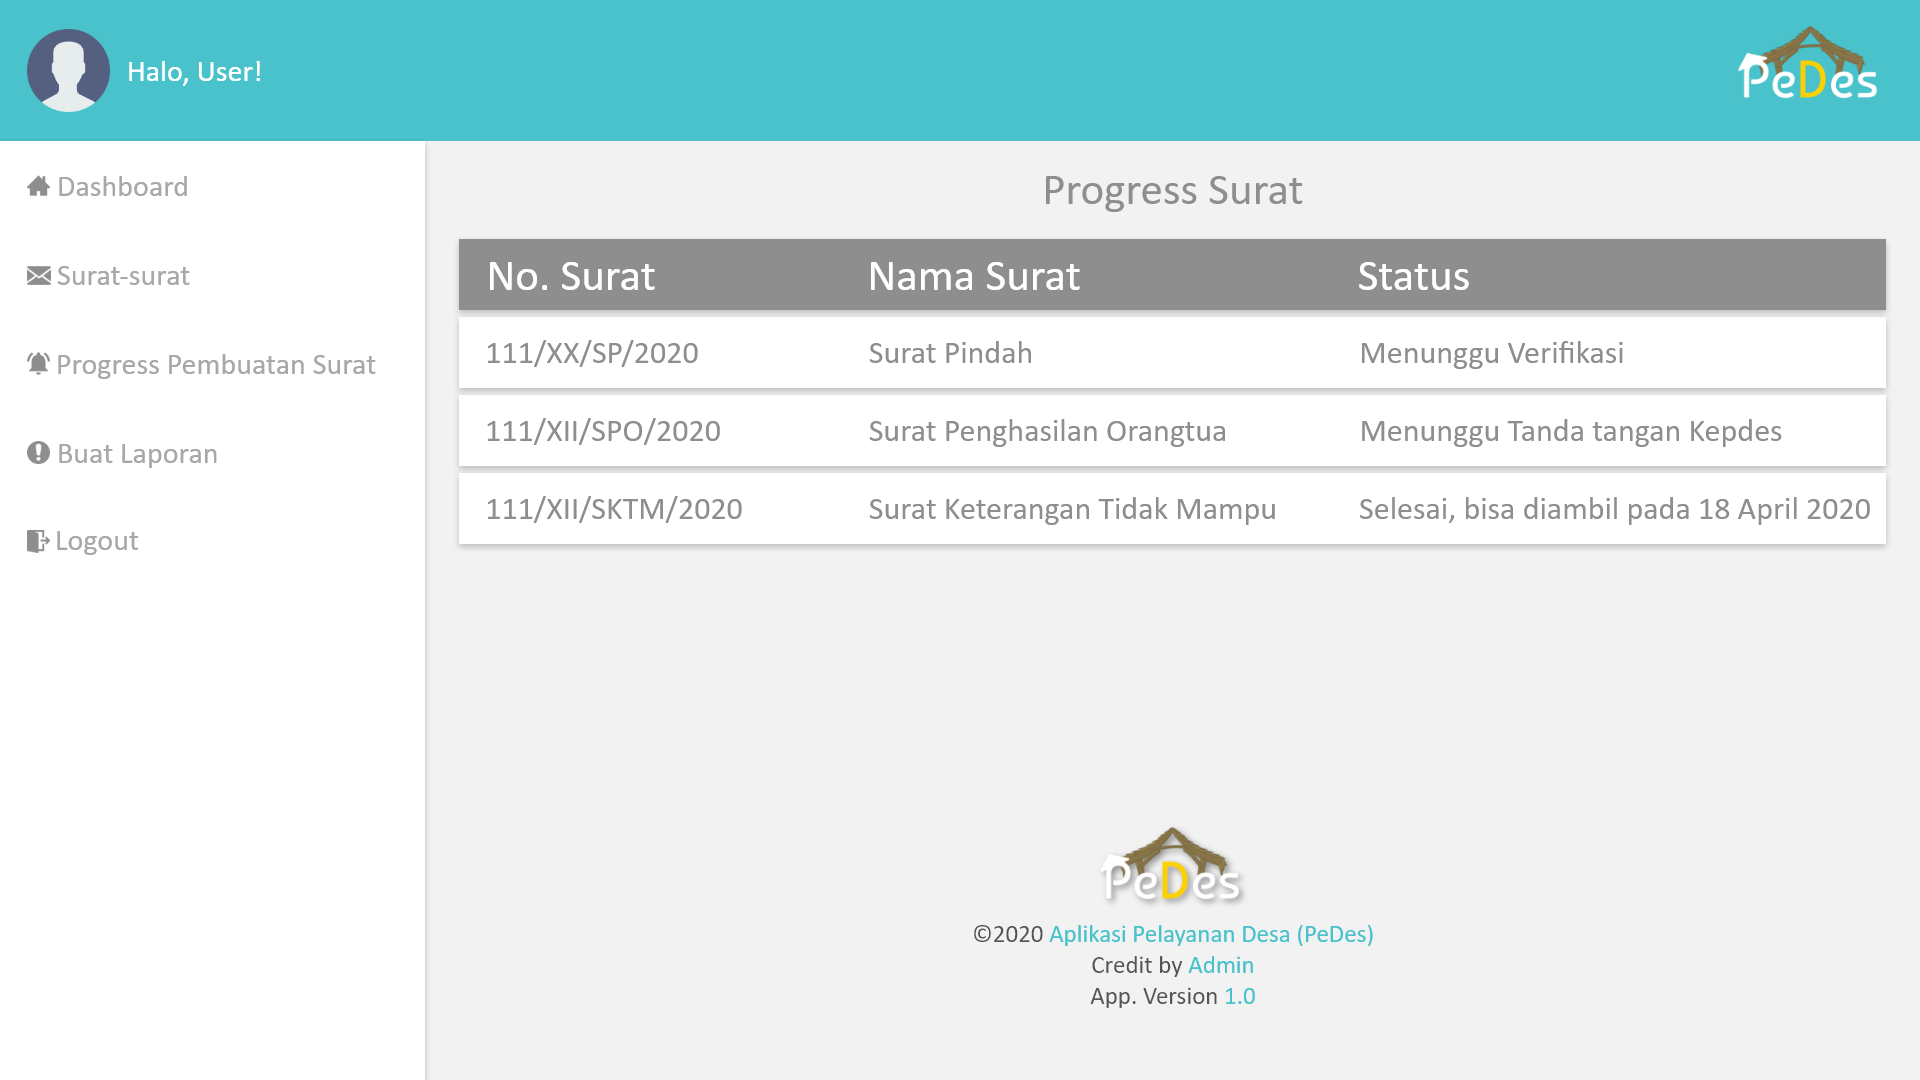 Halo, User!
PeDes
Dashboard
Surat-surat
Progress Pembuatan Surat
Buat Laporan
Logout
Progress Surat
No. Surat Nama Surat Status
111/XX/SP/2020 Surat Pindah Menunggu Verifikasi
111/XII/SPO/2020 Surat Penghasilan Orangtua Menunggu Tanda tangan Kepdes
111/XII/SKTM/2020 Surat Keterangan Tidak Mampu Selesai, bisa diambil pada 18 April 2020
PeDes
©2020 Aplikasi Pelayanan Desa (PeDes)
Credit by Admin
App. Version 1.0